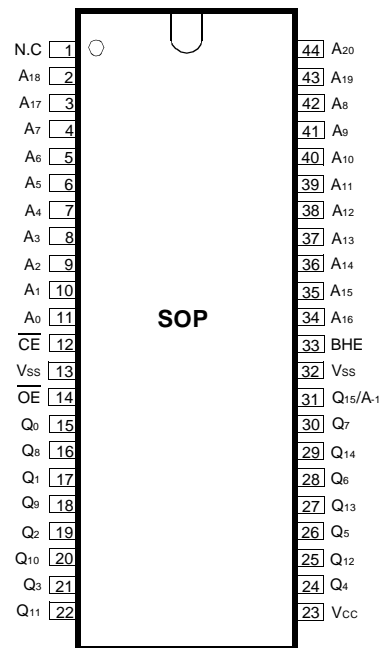 N.C 1 44 A20
A18 2 43 A19
A17 3 42 A8
A7 4 41 A9
A6 5 40 A10
A5 6 39 A11
A4 7 38 A12
A3 8 37 A13
A2 9 36 A14
A1 10 35 A15
A0 11 34 A16
SOP
CE 12 33 BHE
VSS 13 32 VSS
OE 14 31 Q15/A-1
Q0 15 30 Q7
Q8 16 29 Q14
Q1 17 28 Q6
Q9 18 27 Q13
Q2 19 26 Q5
Q10 20 25 Q12
Q3 21 24 Q4
Q11 22 23 VCC